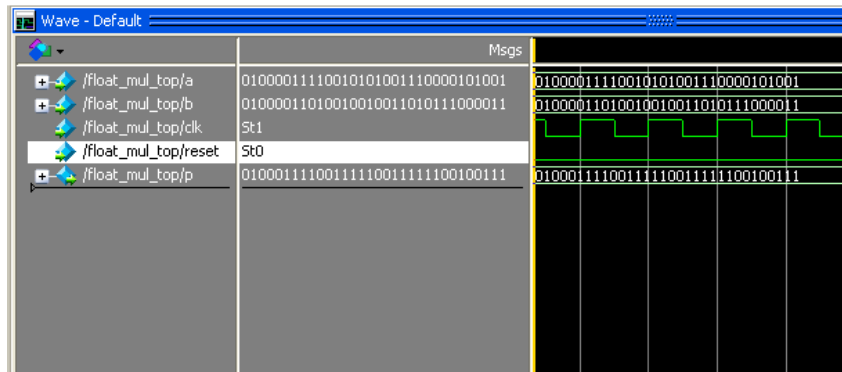 Wave - Default
Msgs
/float_mul_top/a 01000011110010101001110000101001 01000011110010101001110000101001
/float_mul_top/b 01000011010010010011010111000011 01000011010010010011010111000011
/float_mul_top/clk St1
/float_mul_top/reset St0
/float_mul_top/p 01000111100111110011111100100111 01000111100111110011111100100111